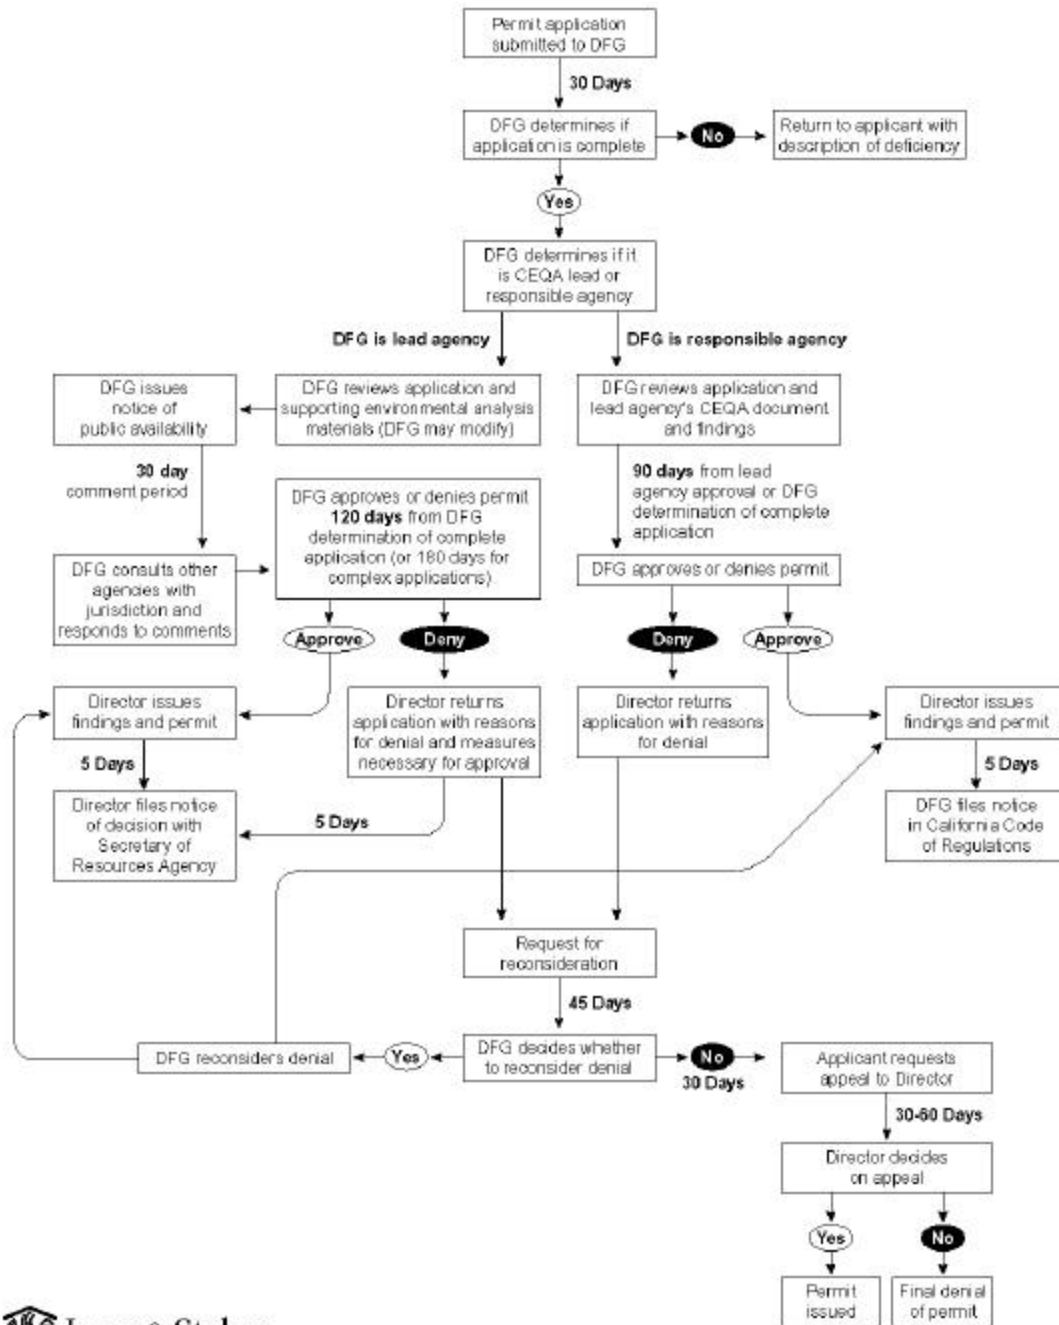 Permit application
submitted to DFG
30 Days
DFG determines if
application is complete
No
Return to applicant with
description of deficiency
Yes
DFG determines if it
is CEQA lead or
responsible agency
DFG is lead agency
DFG is responsible agency
DFG issues
notice of
public availability
DFG reviews application and
supporting environmental analysis
materials (DFG may modify)
DFG reviews application and
lead agency's CEQA document
and findings
30 day
comment period
90 days from lead
agency approval or DFG
determination of complete
application
DFG approves or denies permit
120 days from DFG
determination of complete
application (or 180 days for
complex applications)
DFG consults other
agencies with
jurisdiction and
responds to comments
DFG approves or denies permit
Approve
Deny
Deny
Approve
Director issues
findings and permit
Director returns
application with reasons
for denial and measures
necessary for approval
Director returns
application with reasons
for denial
Director issues
findings and permit
5 Days
5 Days
Director files notice
of decision with
Secretary of
Resources Agency
5 Days
DFG files notice
in California Code
of Regulations
Request for
reconsideration
45 Days
DFG reconsiders denial
Yes
DFG decides whether
to reconsider denial
No
30 Days
Applicant requests
appeal to Director
30-60 Days
Director decides
on appeal
Yes
No
Permit
issued
Final denial
of permit